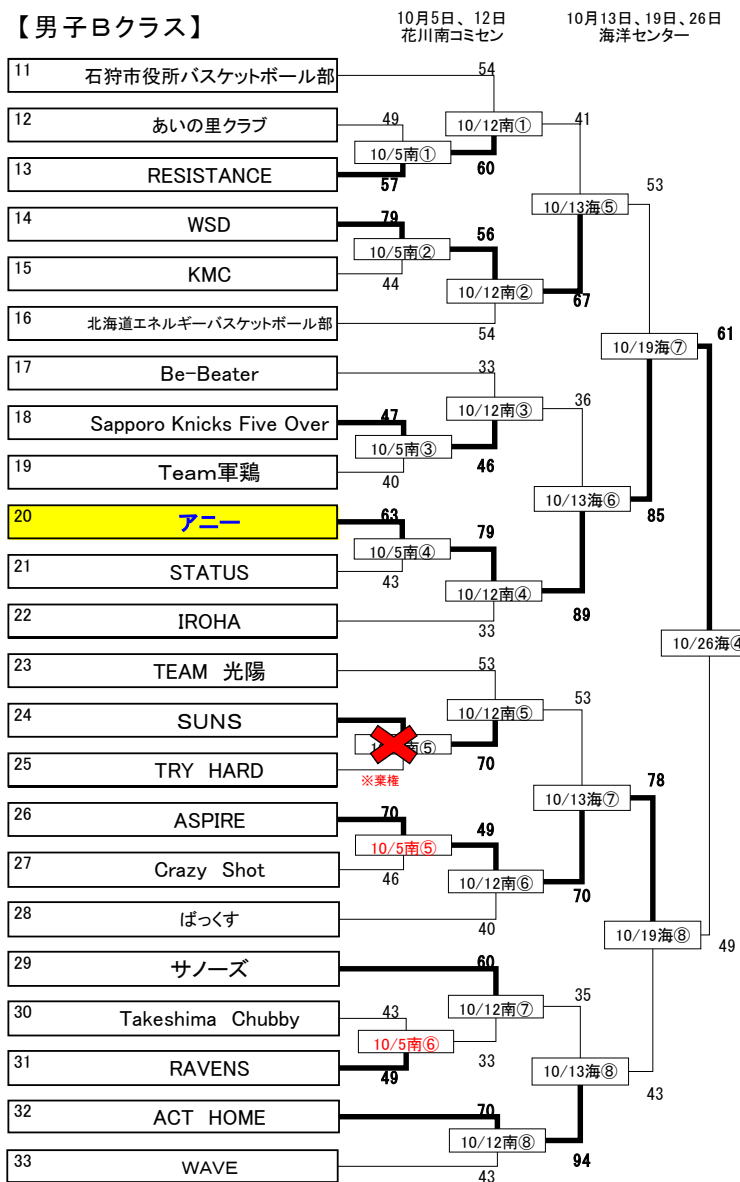 【男子Bクラス】
10月5日、12日
花川南コミセン
10月13日、19日、26日
海洋センター
11 石狩市役所バスケットボール部
54
12 あいの里クラブ
49
10/12南①
41
10/5南①
13 RESISTANCE
57
60
10/13海⑤
53
14 WSD
79
56
10/5南②
15 KMC
44
10/12南②
67
16 北海道エネルギーバスケットボール部
54
10/19海⑦
61
17 Be-Beater
33
10/12南③
36
18 Sapporo Knicks Five Over
47
10/5南③
46
19 Team軍鶏
40
10/13海⑥
85
20 アニー
63
79
10/5南④
21 STATUS
43
10/12南④
89
22 IROHA
33
10/26海④
23 TEAM 光陽
53
10/12南⑤
53
24 SUNS
南⑤
70
25 TRY HARD
※棄権
10/13海⑦
78
26 ASPIRE
70
49
10/5南⑤
27 Crazy Shot
46
10/12南⑥
70
28 ばっくす
40
10/19海⑧
49
29 サノーズ
60
10/12南⑦
35
30 Takeshima Chubby
43
10/5南⑥
33
31 RAVENS
49
10/13海⑧
43
32 ACT HOME
70
10/12南⑧
94
33 WAVE
43